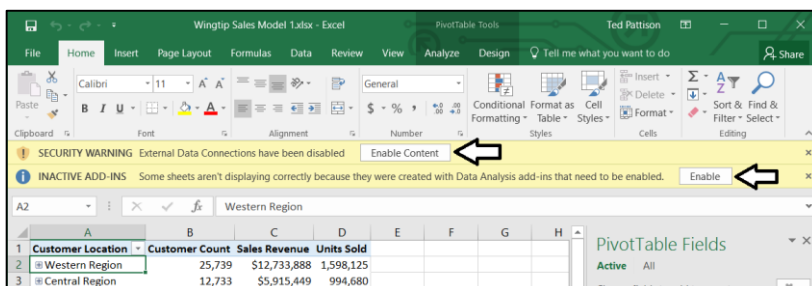 Wingtip Sales Model 1.xlsx - Excel PivotTable Tools Ted Pattison
File Home Insert Page Layout Formulas Data Review View Analyze Design Tell me what you want to do Share
Calibri 11 A A General Insert Σ
Paste B I U A $ % , Conditional Format as Cell Delete Sort & Find &
Formatting Table Styles Format Filter Select
Clipboard Font Alignment Number Styles Cells Editing
SECURITY WARNING External Data Connections have been disabled Enable Content
INACTIVE ADD-INS Some sheets aren't displaying correctly because they were created with Data Analysis add-ins that need to be enabled. Enable
A2 fx Western Region
A B C D E F G H
1 Customer Location Customer Count Sales Revenue Units Sold
PivotTable Fields
2 Western Region 25,739 $12,733,888 1,598,125
Active All
3 Central Region 12,733 $5,915,449 994,680